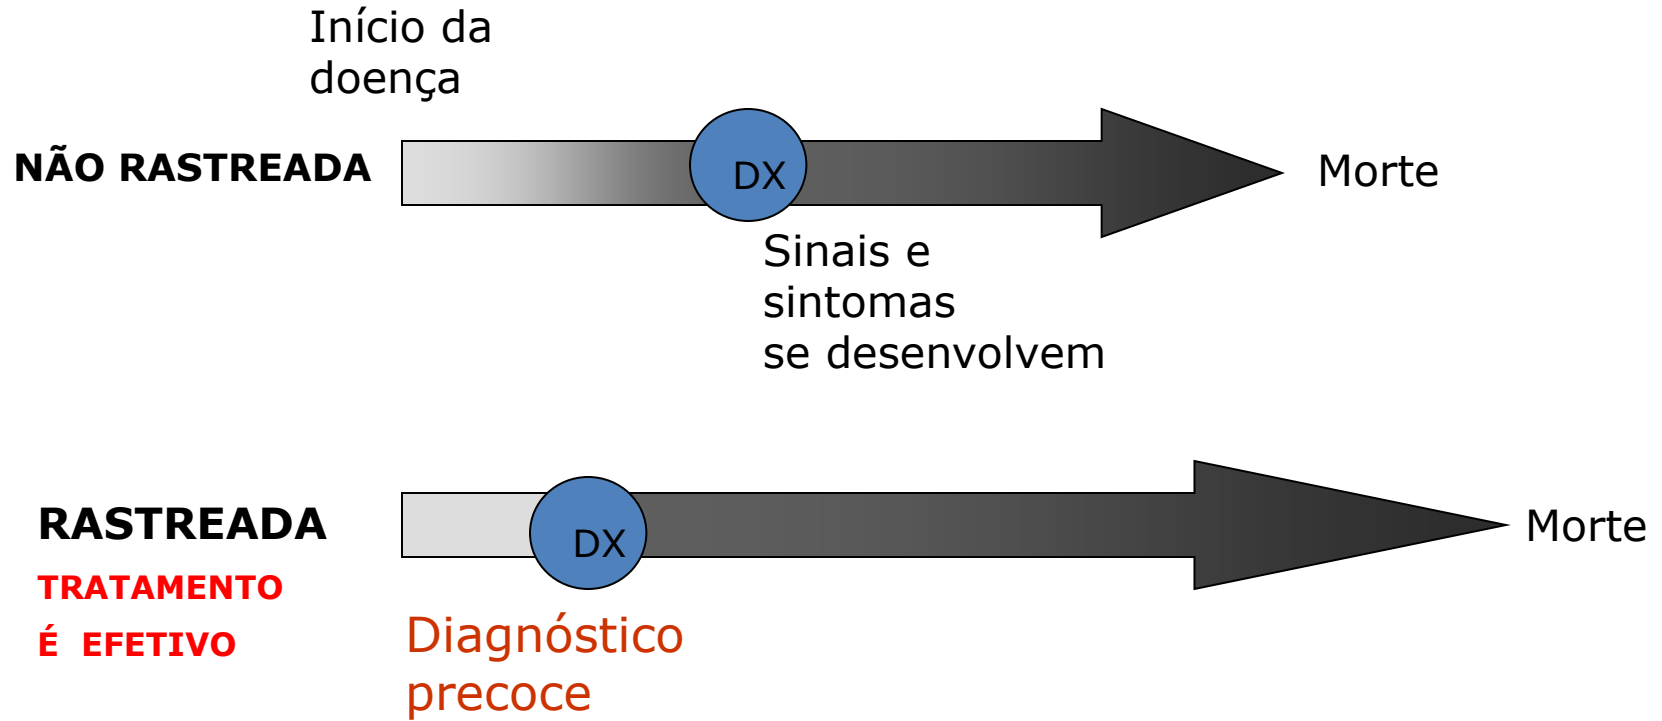 Início da
doença
NÃO RASTREADA
DX
Morte
Sinais e
sintomas
se desenvolvem
RASTREADA
DX
Morte
TRATAMENTO
É EFETIVO
Diagnóstico
precoce